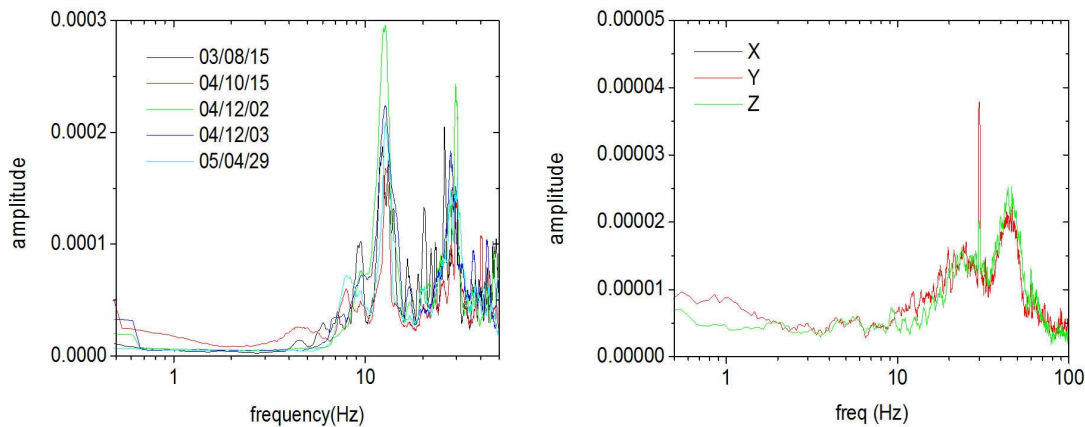 0.0003
0.0002
0.0001
0.0000
amplitude
03/08/15
04/10/15
04/12/02
04/12/03
05/04/29
1
10
frequency(Hz)
0.00005
0.00004
0.00003
0.00002
0.00001
0.00000
amplitude
X
Y
Z
1
10
100
freq (Hz)